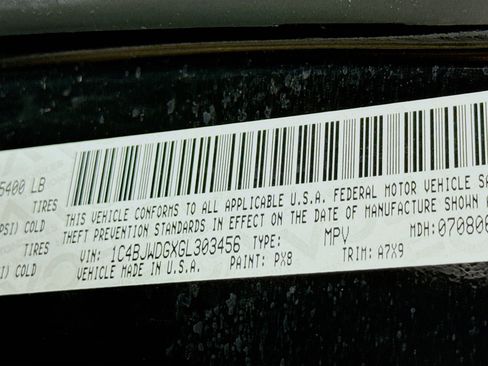 5400 LB
TIRES
PSI) COLD
TIRES
SI) COLD
THIS VEHICLE CONFORMS TO ALL APPLICABLE U.S.A. FEDERAL MOTOR VEHICLE SA
THEFT PREVENTION STANDARDS IN EFFECT ON THE DATE OF MANUFACTURE SHOWN A
VIN: 1C4BJWDGXGL303456 TYPE: MPV MDH: 070806
VEHICLE MADE IN U.S.A. PAINT: PX8 TRIM: A7X9